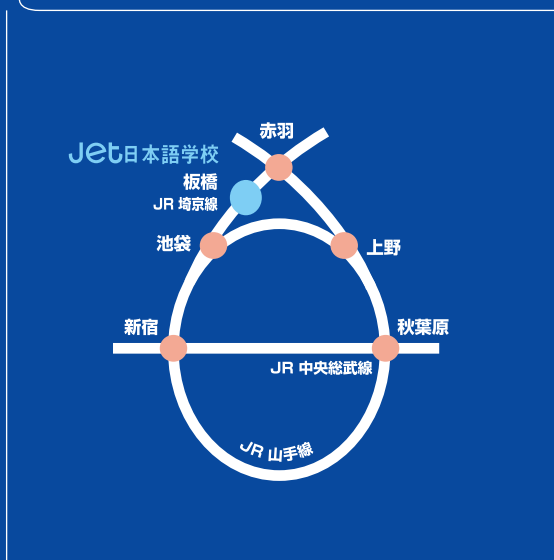 赤羽
Jet日本語学校
板橋
JR 埼京線
池袋
上野
新宿
秋葉原
JR 中央総武線
JR 山手線